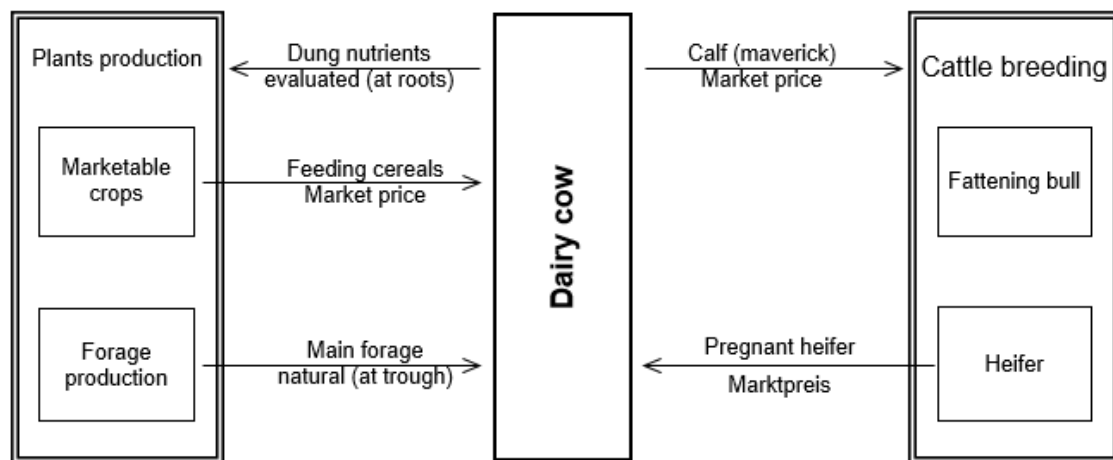 Plants production
Dung nutrients
evaluated (at roots)
Calf (maverick)
Market price
Cattle breeding
Marketable
crops
Feeding cereals
Market price
Dairy cow
Fattening bull
Forage
production
Main forage
natural (at trough)
Pregnant heifer
Marktpreis
Heifer